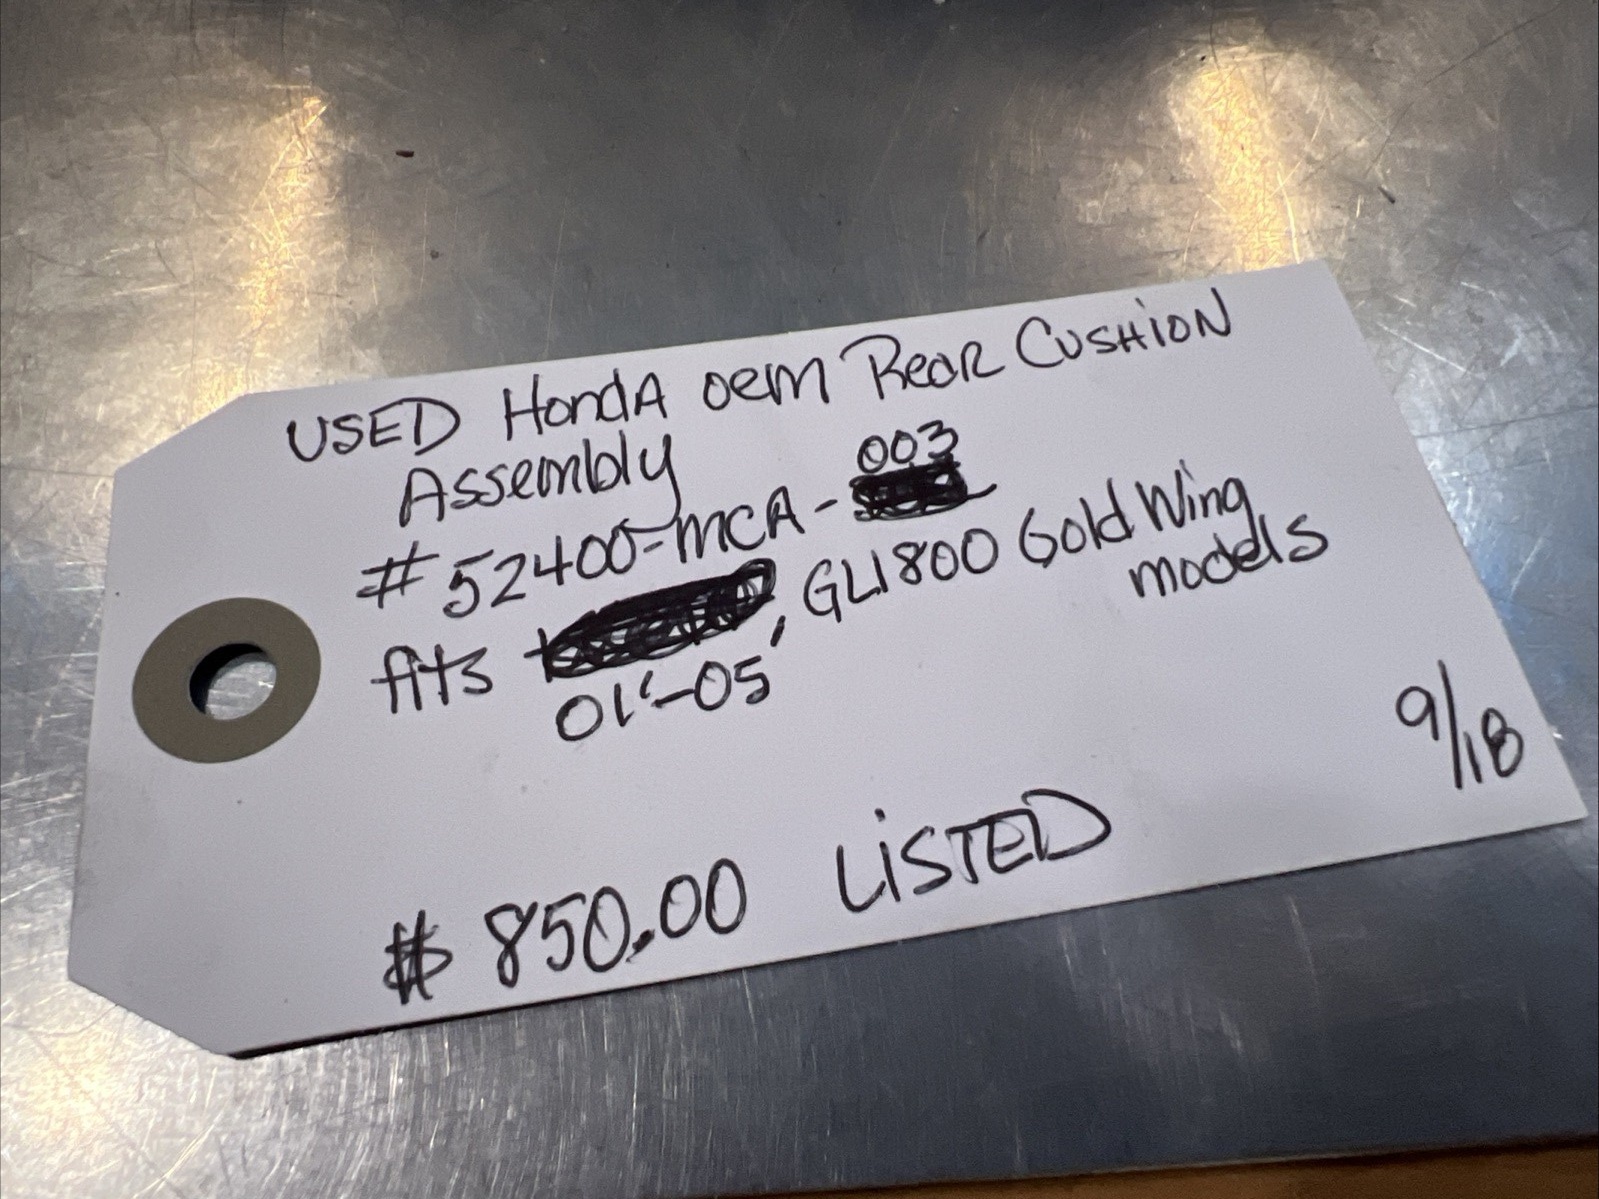 USED HondA oem Rear CUSHION
Assembly
#52400-MCA-003
fits 01'-05', GL1800 Gold Wing
models
9/18
$850.00 LiSTED